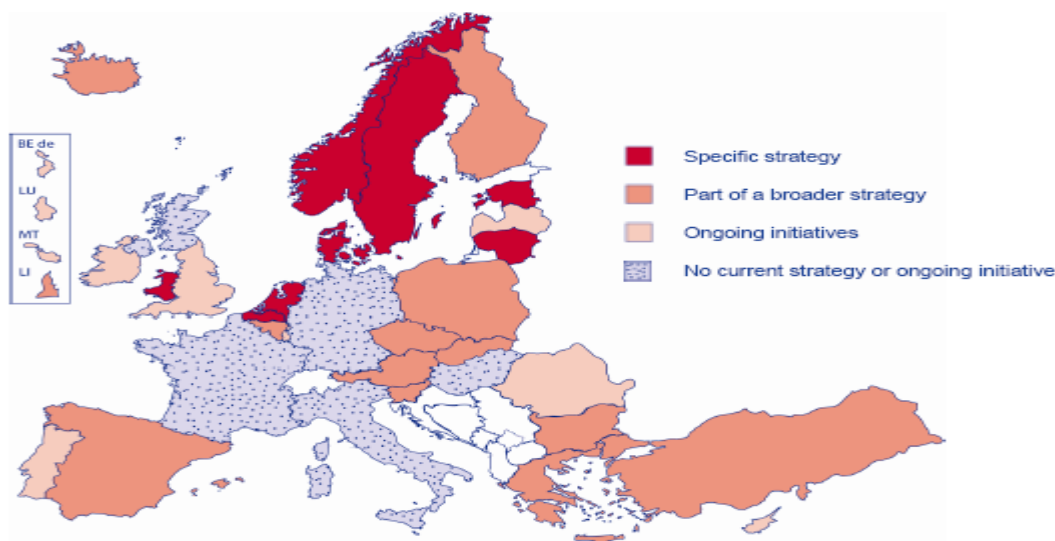 BE de
LU
MT
LI
Specific strategy
Part of a broader strategy
Ongoing initiatives
No current strategy or ongoing initiative